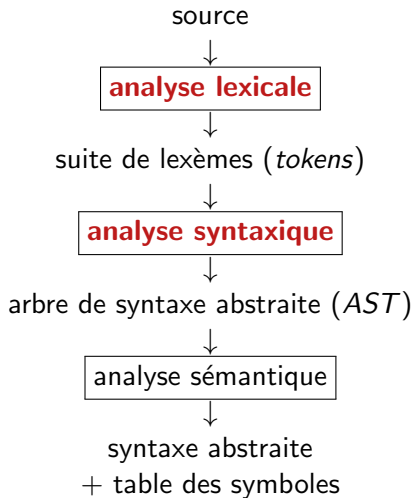 source
↓
analyse lexicale
↓
suite de lexèmes (tokens)
↓
analyse syntaxique
↓
arbre de syntaxe abstraite (AST)
↓
analyse sémantique
↓
syntaxe abstraite
+ table des symboles